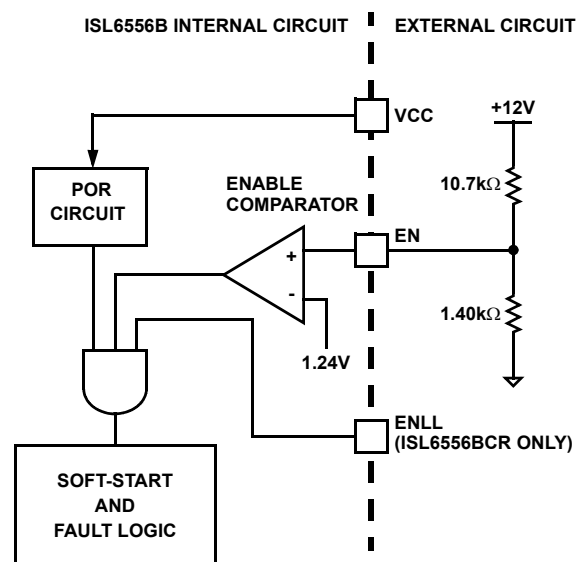 ISL6556B INTERNAL CIRCUIT
EXTERNAL CIRCUIT
VCC
+12V
POR
CIRCUIT
ENABLE
COMPARATOR
10.7kΩ
EN
+
-
1.40kΩ
1.24V
ENLL
(ISL6556BCR ONLY)
SOFT-START
AND
FAULT LOGIC